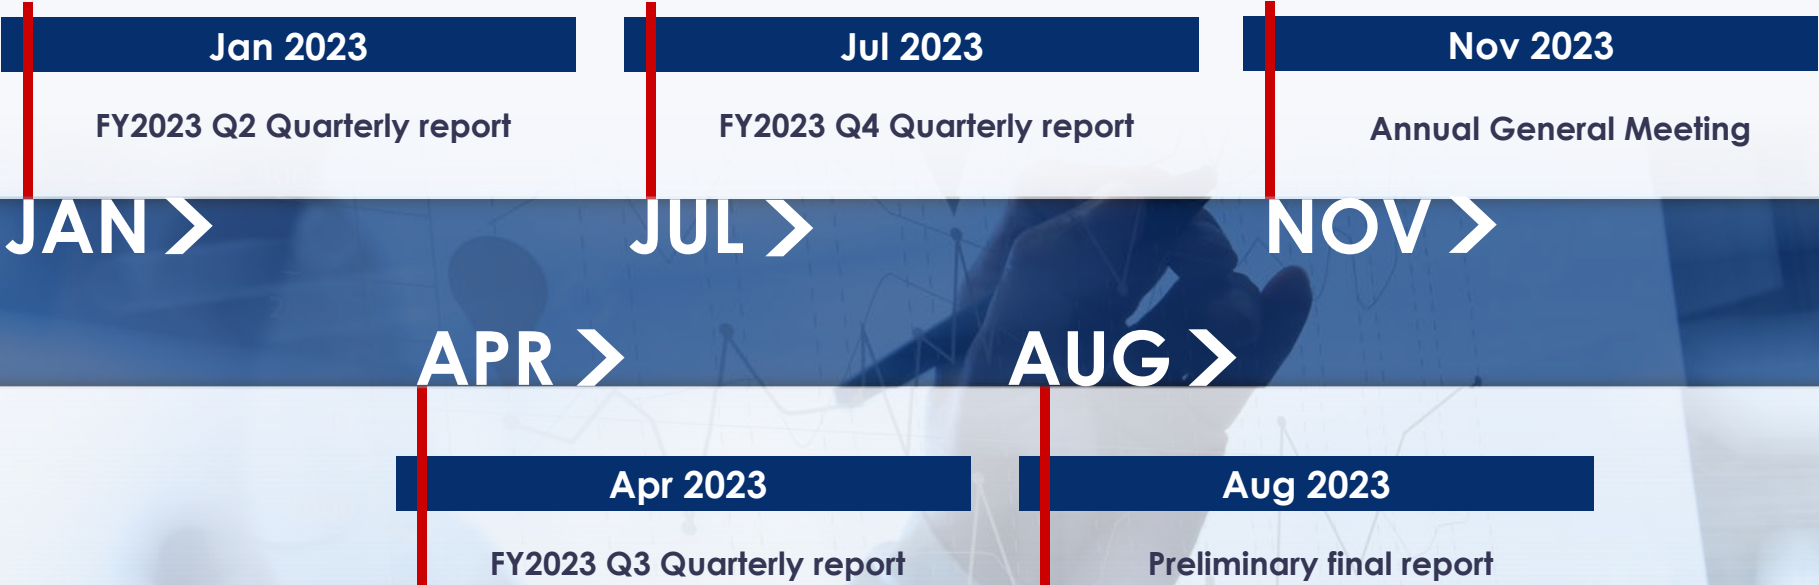 Jan 2023
FY2023 Q2 Quarterly report
Jul 2023
FY2023 Q4 Quarterly report
Nov 2023
Annual General Meeting
JAN
JUL
NOV
APR
AUG
Apr 2023
FY2023 Q3 Quarterly report
Aug 2023
Preliminary final report